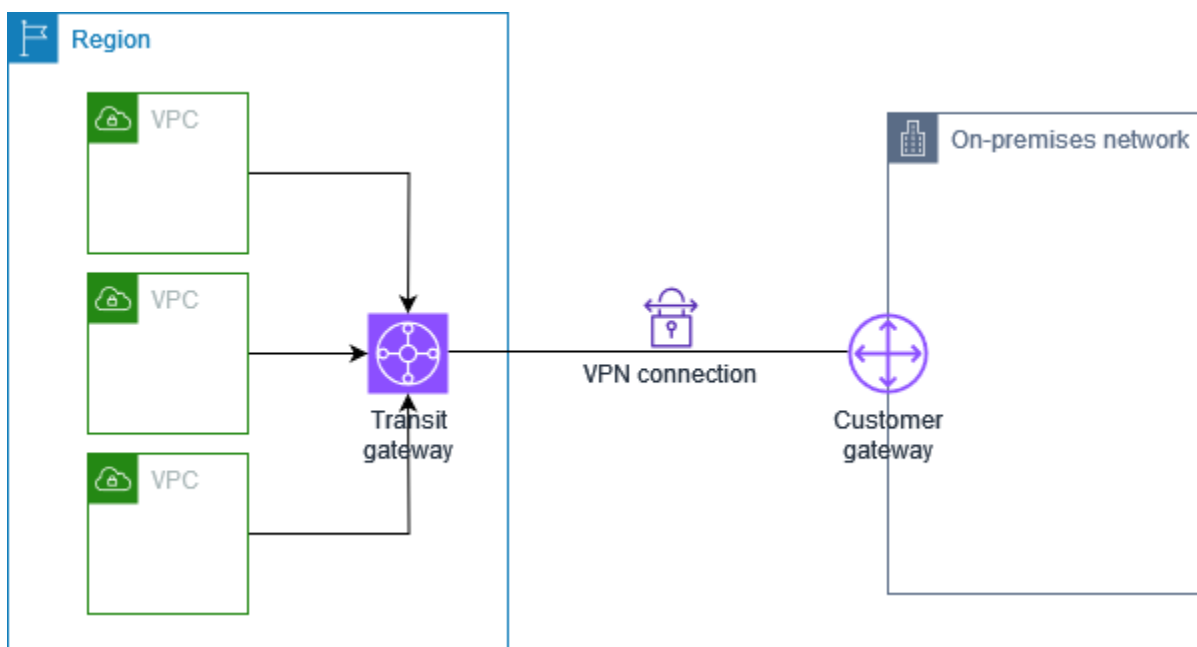 Region
VPC
On-premises network
VPC
VPN connection
Transit
gateway
Customer
gateway
VPC